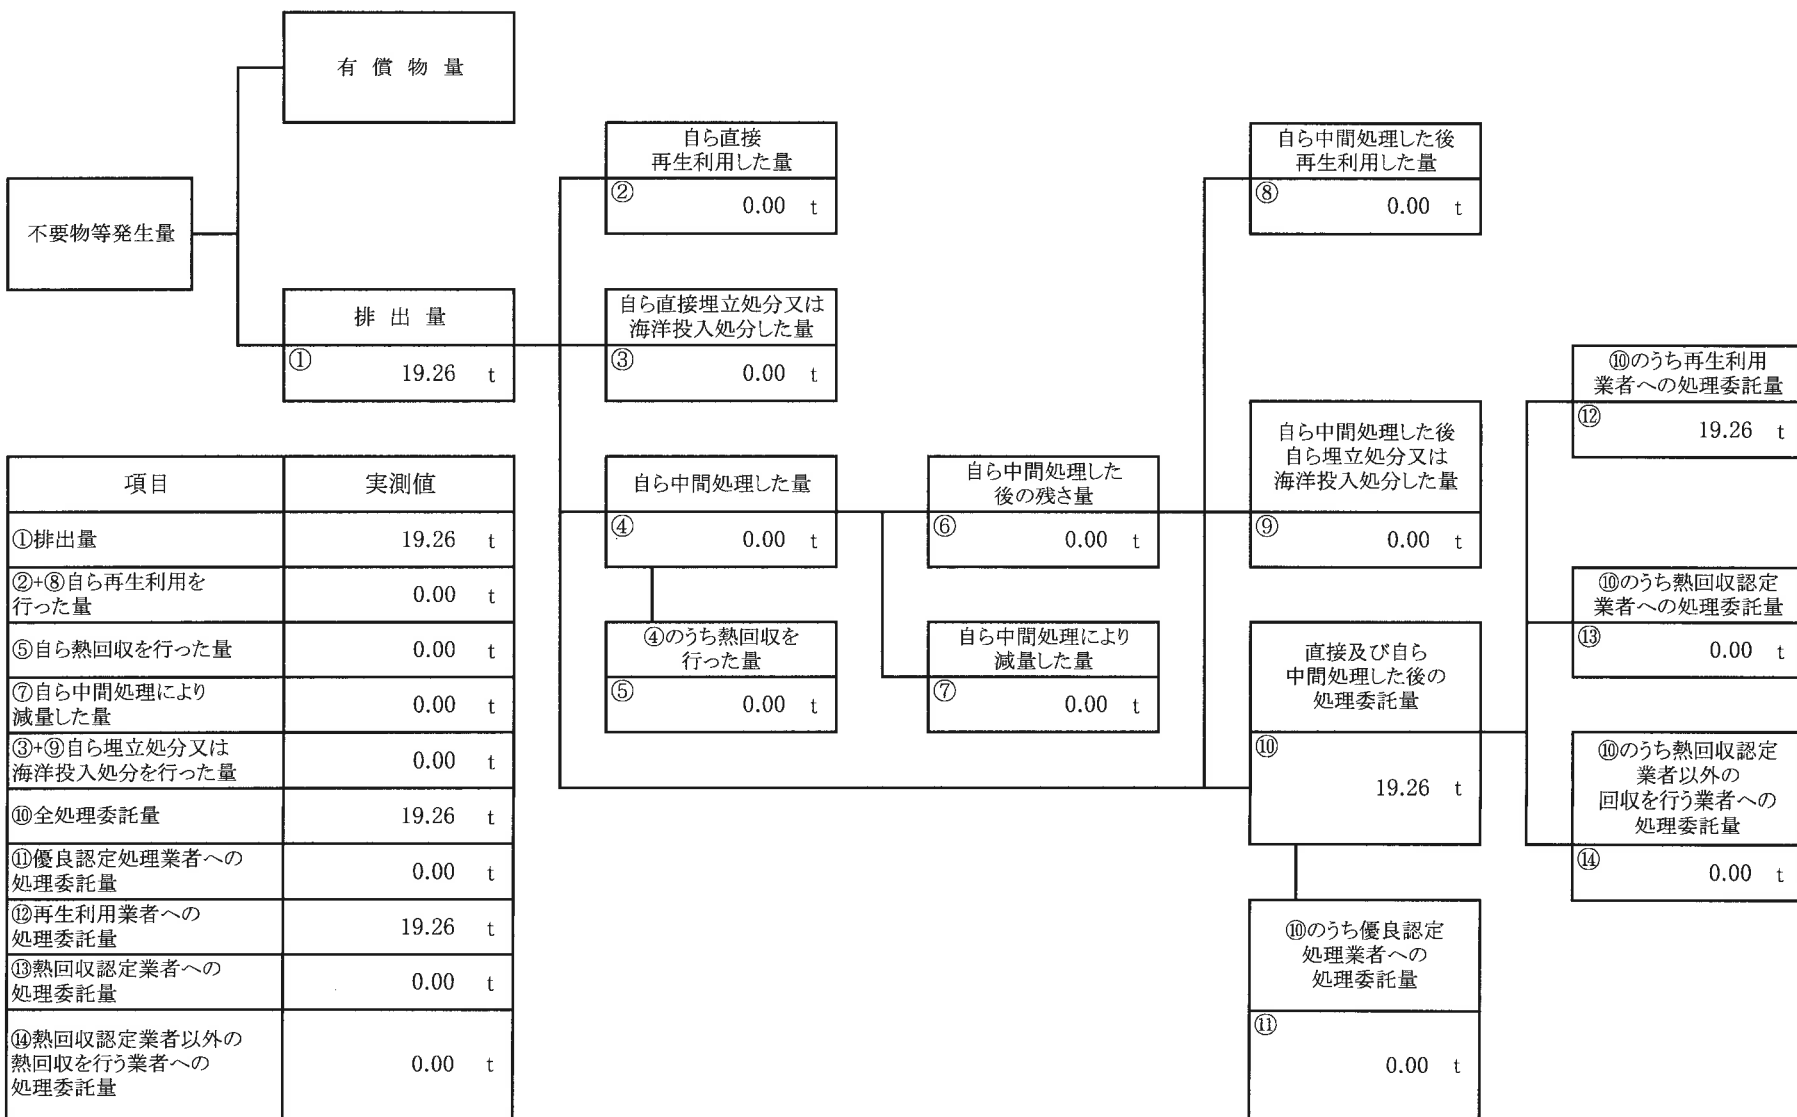 有 償 物 量
不要物等発生量
排 出 量
① 19.26 t
自ら直接
再生利用した量
② 0.00 t
自ら直接埋立処分又は
海洋投入処分した量
③ 0.00 t
自ら中間処理した量
④ 0.00 t
④のうち熱回収を
行った量
⑤ 0.00 t
自ら中間処理した
後の残さ量
⑥ 0.00 t
自ら中間処理により
減量した量
⑦ 0.00 t
自ら中間処理した後
再生利用した量
⑧ 0.00 t
自ら中間処理した後
自ら埋立処分又は
海洋投入処分した量
⑨ 0.00 t
直接及び自ら
中間処理した後の
処理委託量
⑩
19.26 t
⑩のうち優良認定
処理業者への
処理委託量
⑪
0.00 t
⑩のうち再生利用
業者への処理委託量
⑫ 19.26 t
⑩のうち熱回収認定
業者への処理委託量
⑬ 0.00 t
⑩のうち熱回収認定
業者以外の
回収を行う業者への
処理委託量
⑭ 0.00 t
項目 実測値
①排出量 19.26 t
②+⑧自ら再生利用を
行った量 0.00 t
⑤自ら熱回収を行った量 0.00 t
⑦自ら中間処理により
減量した量 0.00 t
③+⑨自ら埋立処分又は
海洋投入処分を行った量 0.00 t
⑩全処理委託量 19.26 t
⑪優良認定処理業者への
処理委託量 0.00 t
⑫再生利用業者への
処理委託量 19.26 t
⑬熱回収認定業者への
処理委託量 0.00 t
⑭熱回収認定業者以外の
熱回収を行う業者への
処理委託量 0.00 t